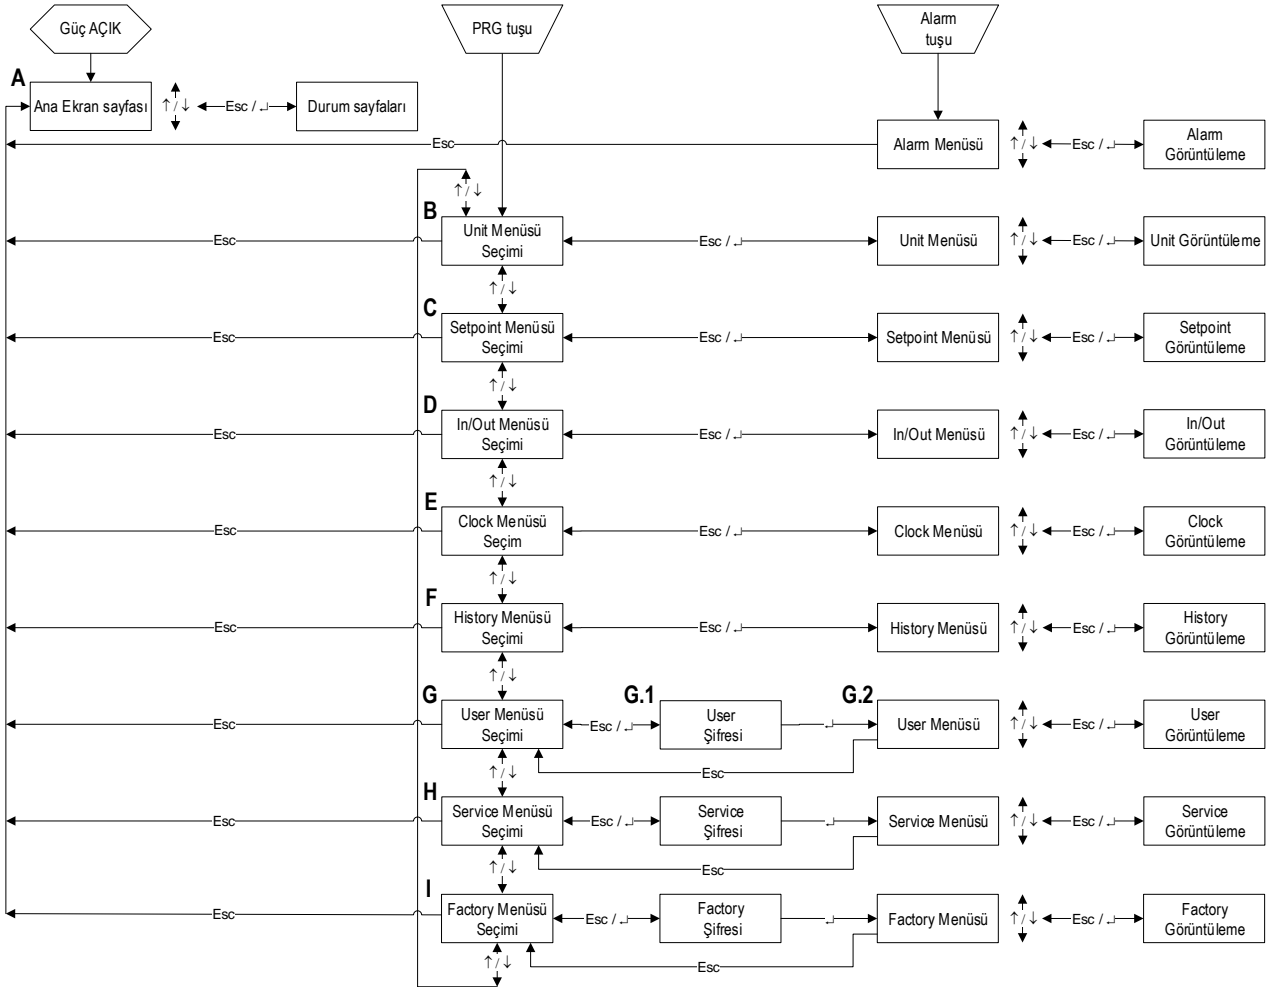 Güç AÇIK
PRG tuşu
Alarm
tuşu
A
Ana Ekran sayfası
↑/↓
Esc / ↵
Durum sayfaları
Esc
Alarm Menüsü
↑/↓
Esc / ↵
Alarm
Görüntüleme
↑/↓
B
Esc
Unit Menüsü
Seçimi
Esc / ↵
Unit Menüsü
↑/↓
Esc / ↵
Unit Görüntüleme
↑/↓
C
Esc
Setpoint Menüsü
Seçimi
Esc / ↵
Setpoint Menüsü
↑/↓
Esc / ↵
Setpoint
Görüntüleme
↑/↓
D
Esc
In/Out Menüsü
Seçimi
Esc / ↵
In/Out Menüsü
↑/↓
Esc / ↵
In/Out
Görüntüleme
↑/↓
E
Esc
Clock Menüsü
Seçim
Esc / ↵
Clock Menüsü
↑/↓
Esc / ↵
Clock
Görüntüleme
↑/↓
F
Esc
History Menüsü
Seçimi
Esc / ↵
History Menüsü
↑/↓
Esc / ↵
History
Görüntüleme
↑/↓
G
G.1
G.2
Esc
User Menüsü
Seçimi
Esc / ↵
User
Şifresi
↵
User Menüsü
↑/↓
Esc / ↵
User
Görüntüleme
Esc
↑/↓
H
Esc
Service Menüsü
Seçimi
Esc / ↵
Service
Şifresi
↵
Service Menüsü
↑/↓
Esc / ↵
Service
Görüntüleme
Esc
↑/↓
I
Esc
Factory Menüsü
Seçimi
Esc / ↵
Factory
Şifresi
↵
Factory Menüsü
↑/↓
Esc / ↵
Factory
Görüntüleme
Esc
↑/↓